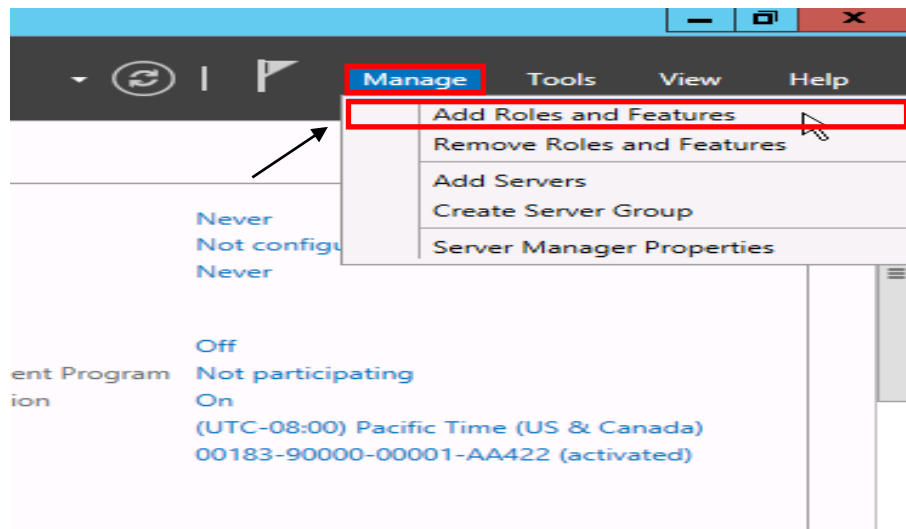 Manage Tools View Help
Add Roles and Features
Remove Roles and Features
Add Servers
Create Server Group
Server Manager Properties
Never
Not configu
Never
Off
ent Program Not participating
ion On
(UTC-08:00) Pacific Time (US & Canada)
00183-90000-00001-AA422 (activated)